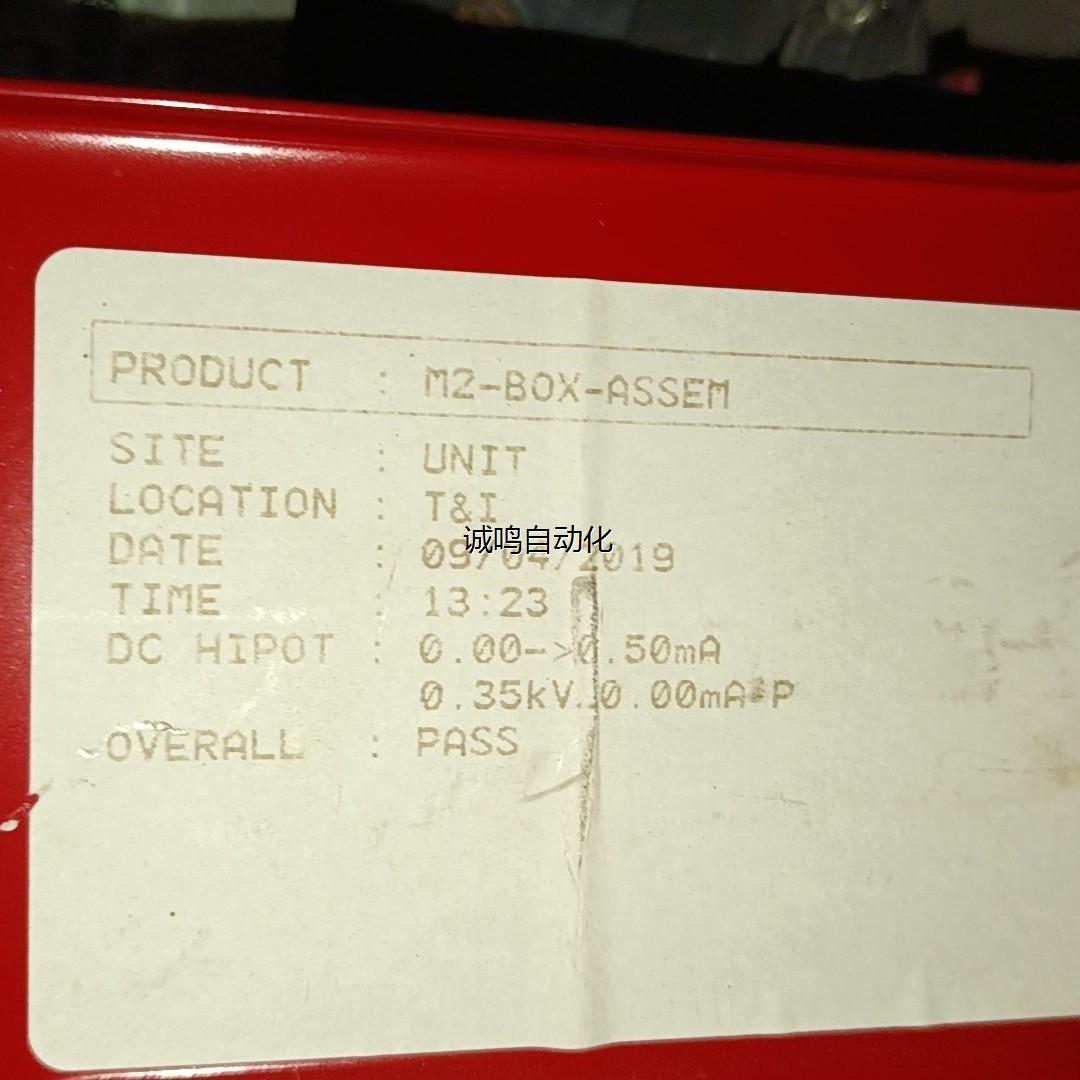 PRODUCT : M2-BOX-ASSEM
SITE : UNIT
LOCATION : T&I
诚鸣自动化
DATE : 09/04/2019
TIME : 13:23
DC HIPOT : 0.00->0.50mA
0.35kV 0.00mA P
OVERALL : PASS